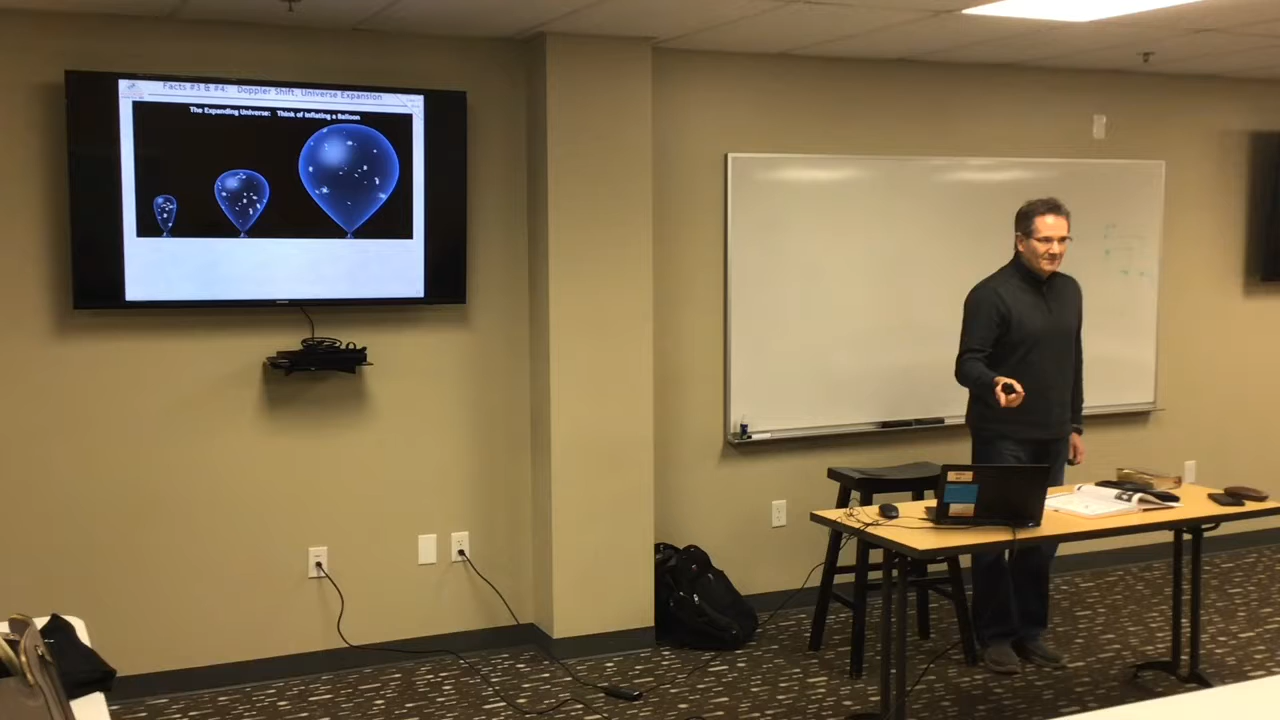 Facts #3 & #4: Doppler Shift, Universe Expansion
The Expanding Universe: Think of Inflating a Balloon